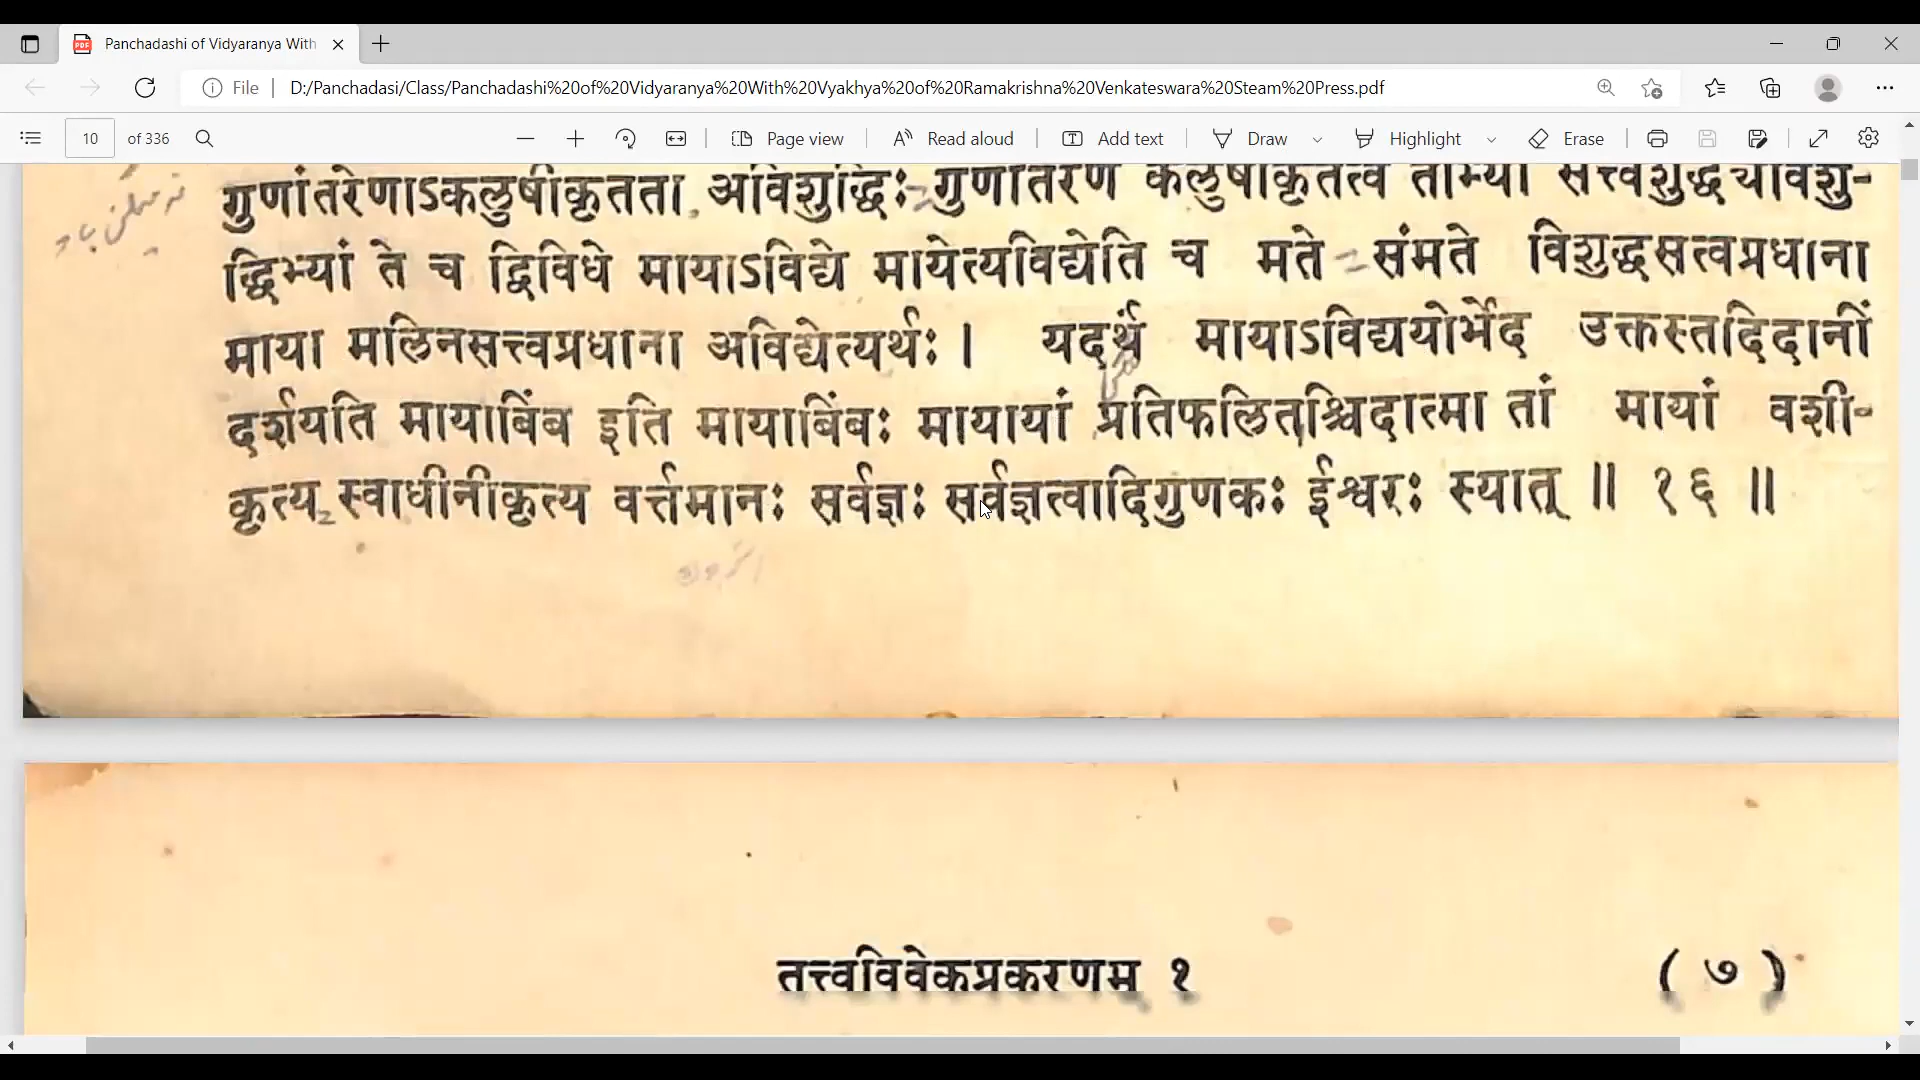 Panchadashi of Vidyaranya With
File
D:/Panchadasi/Class/Panchadashi%20of%20Vidyaranya%20With%20Vyakhya%20of%20Ramakrishna%20Venkateswara%20Steam%20Press.pdf
10 of 336 Page view Read aloud Add text Draw Highlight Erase
गुणांतरेणाऽकलुषीकृतता अविशुद्धिः गुणांतरेण कलुषीकृतत्वं ताभ्यां सत्त्वशुद्ध्यविशु-
द्धिभ्यां ते च द्विविधे मायाऽविद्ये मायेत्यविद्येति च मते संमते विशुद्धसत्वप्रधाना
माया मलिनसत्त्वप्रधाना अविद्येत्यर्थः । यदर्थं मायाऽविद्ययोर्भेद उक्तस्तदिदानीं
दर्शयति मायाबिंब इति मायाबिंबः मायायां प्रतिफलितश्चिदात्मा तां मायां वशी-
कृत्य स्वाधीनीकृत्य वर्त्तमानः सर्वज्ञः सर्वज्ञत्वादिगुणकः ईश्वरः स्यात् ॥ १६ ॥
तत्त्वविवेकप्रकरणम् १ ( ७ )